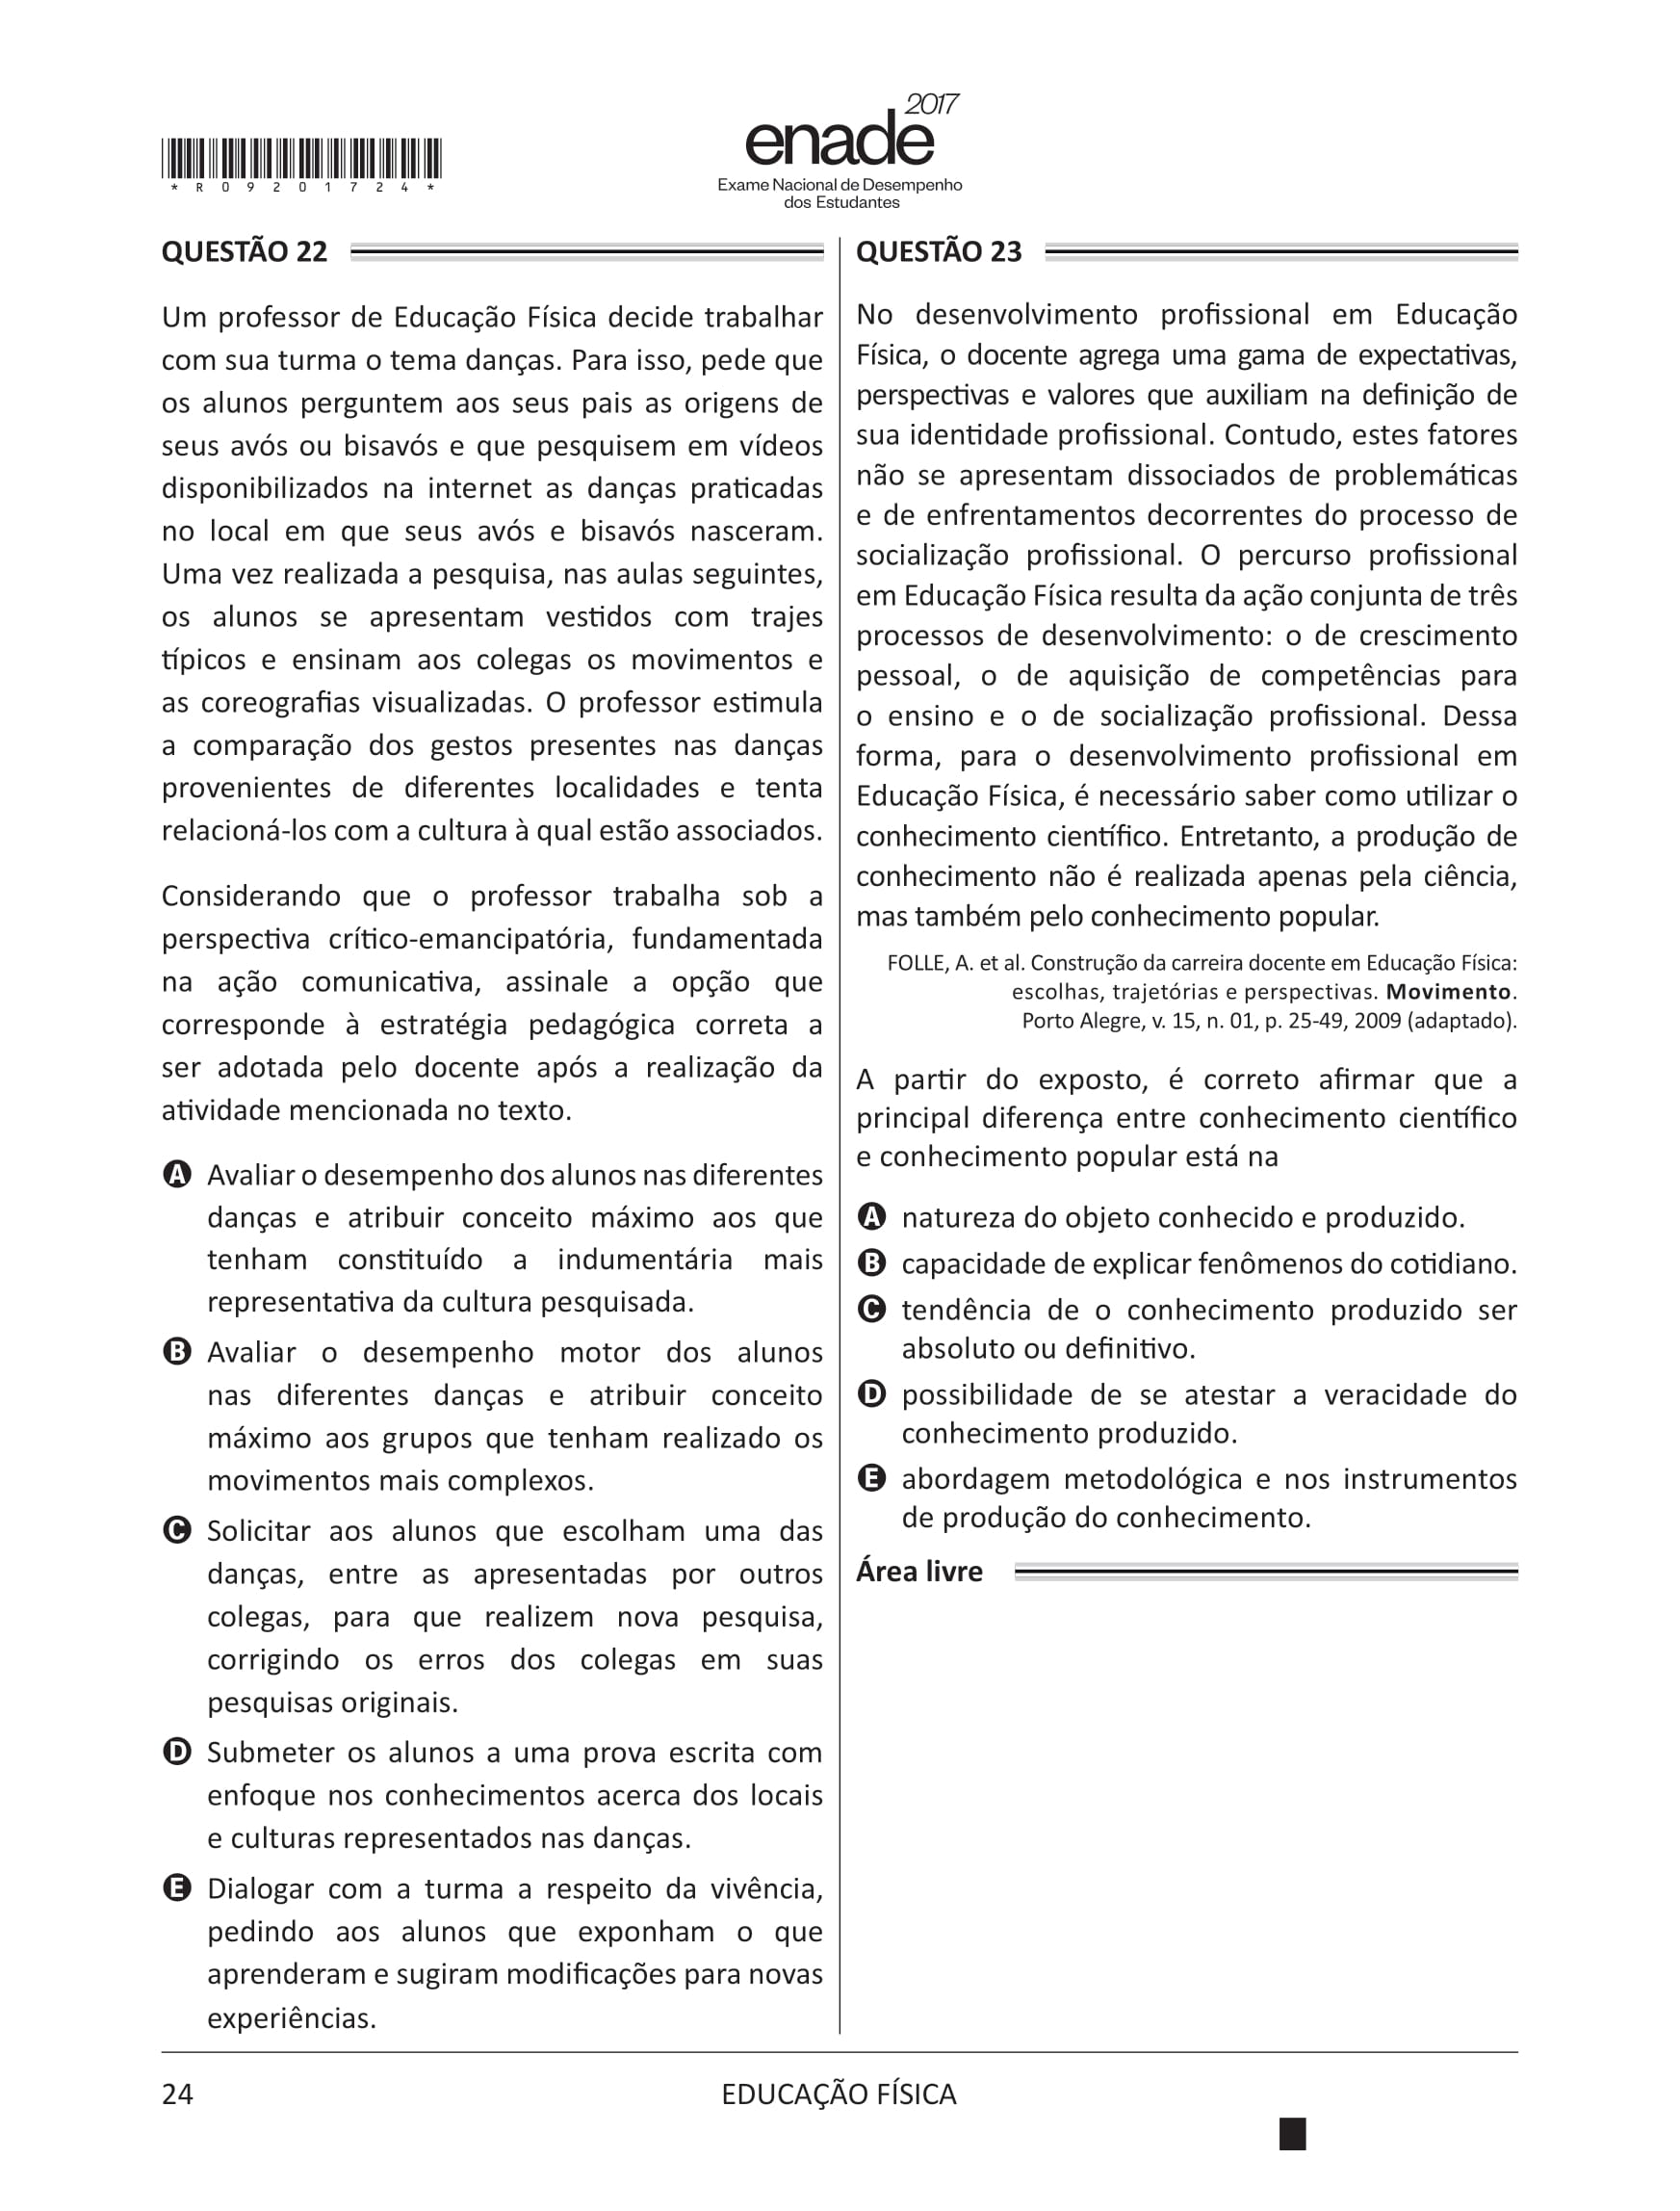 *R09201724*
2017
enade
Exame Nacional de Desempenho
dos Estudantes
QUESTÃO 22
Um professor de Educação Física decide trabalhar
com sua turma o tema danças. Para isso, pede que
os alunos perguntem aos seus pais as origens de
seus avós ou bisavós e que pesquisem em vídeos
disponibilizados na internet as danças praticadas
no local em que seus avós e bisavós nasceram.
Uma vez realizada a pesquisa, nas aulas seguintes,
os alunos se apresentam vestidos com trajes
típicos e ensinam aos colegas os movimentos e
as coreografias visualizadas. O professor estimula
a comparação dos gestos presentes nas danças
provenientes de diferentes localidades e tenta
relacioná-los com a cultura à qual estão associados.
Considerando que o professor trabalha sob a
perspectiva crítico-emancipatória, fundamentada
na ação comunicativa, assinale a opção que
corresponde à estratégia pedagógica correta a
ser adotada pelo docente após a realização da
atividade mencionada no texto.
A Avaliar o desempenho dos alunos nas diferentes
danças e atribuir conceito máximo aos que
tenham constituído a indumentária mais
representativa da cultura pesquisada.
B Avaliar o desempenho motor dos alunos
nas diferentes danças e atribuir conceito
máximo aos grupos que tenham realizado os
movimentos mais complexos.
C Solicitar aos alunos que escolham uma das
danças, entre as apresentadas por outros
colegas, para que realizem nova pesquisa,
corrigindo os erros dos colegas em suas
pesquisas originais.
D Submeter os alunos a uma prova escrita com
enfoque nos conhecimentos acerca dos locais
e culturas representados nas danças.
E Dialogar com a turma a respeito da vivência,
pedindo aos alunos que exponham o que
aprenderam e sugiram modificações para novas
experiências.
QUESTÃO 23
No desenvolvimento profissional em Educação
Física, o docente agrega uma gama de expectativas,
perspectivas e valores que auxiliam na definição de
sua identidade profissional. Contudo, estes fatores
não se apresentam dissociados de problemáticas
e de enfrentamentos decorrentes do processo de
socialização profissional. O percurso profissional
em Educação Física resulta da ação conjunta de três
processos de desenvolvimento: o de crescimento
pessoal, o de aquisição de competências para
o ensino e o de socialização profissional. Dessa
forma, para o desenvolvimento profissional em
Educação Física, é necessário saber como utilizar o
conhecimento científico. Entretanto, a produção de
conhecimento não é realizada apenas pela ciência,
mas também pelo conhecimento popular.
FOLLE, A. et al. Construção da carreira docente em Educação Física:
escolhas, trajetórias e perspectivas. Movimento.
Porto Alegre, v. 15, n. 01, p. 25-49, 2009 (adaptado).
A partir do exposto, é correto afirmar que a
principal diferença entre conhecimento científico
e conhecimento popular está na
A natureza do objeto conhecido e produzido.
B capacidade de explicar fenômenos do cotidiano.
C tendência de o conhecimento produzido ser
absoluto ou definitivo.
D possibilidade de se atestar a veracidade do
conhecimento produzido.
E abordagem metodológica e nos instrumentos
de produção do conhecimento.
Área livre
24
EDUCAÇÃO FÍSICA